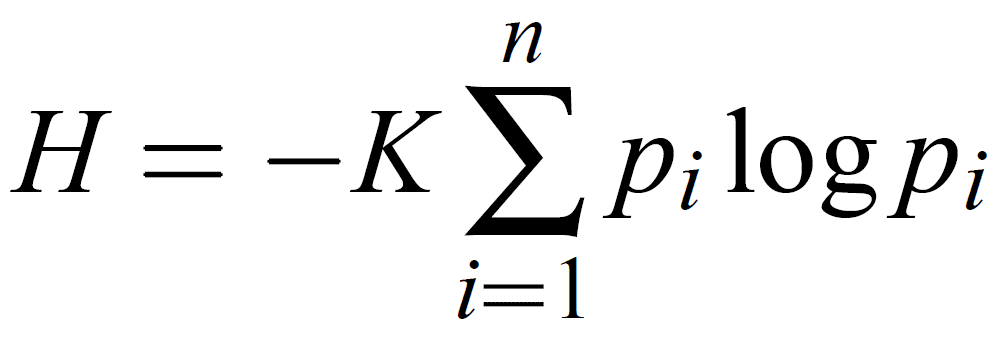 H = −K ∑_{i=1}^{n} p_i log p_i